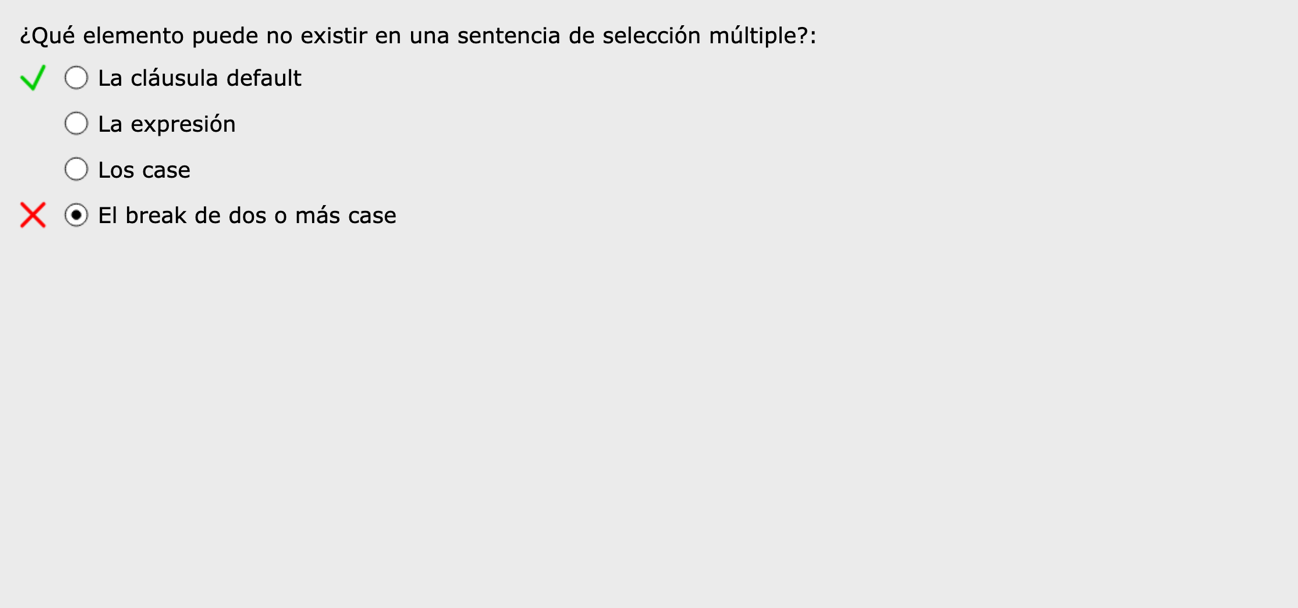 ¿Qué elemento puede no existir en una sentencia de selección múltiple?:
La cláusula default
La expresión
Los case
El break de dos o más case